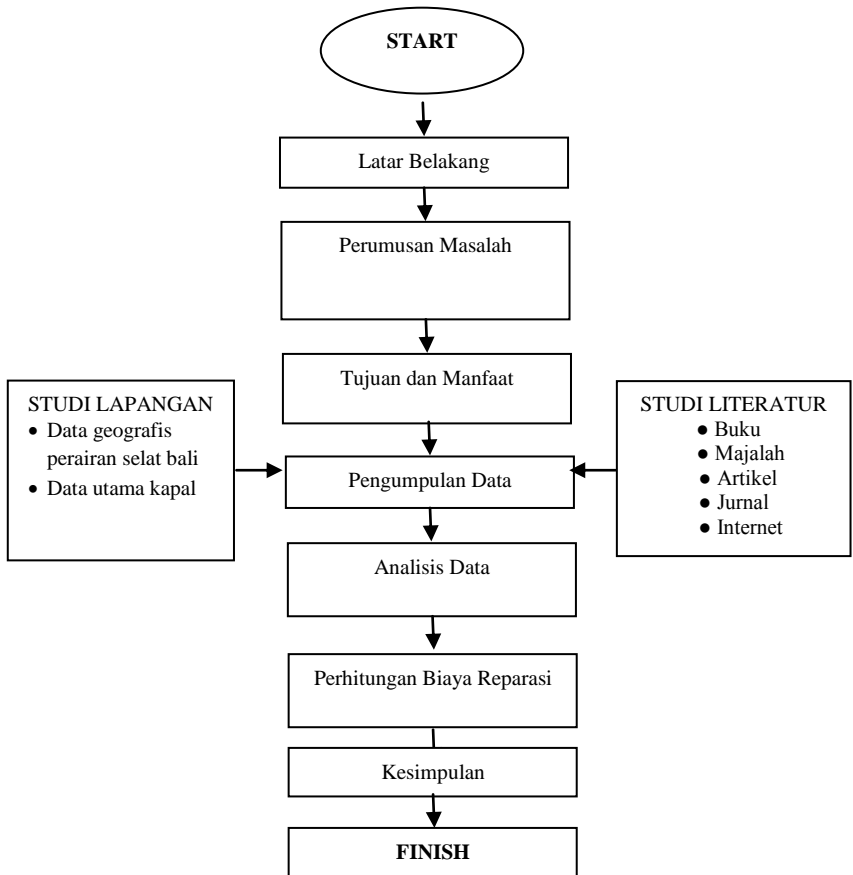 START
Latar Belakang
Perumusan Masalah
Tujuan dan Manfaat
STUDI LAPANGAN
• Data geografis
perairan selat bali
• Data utama kapal
STUDI LITERATUR
● Buku
● Majalah
● Artikel
● Jurnal
● Internet
Pengumpulan Data
Analisis Data
Perhitungan Biaya Reparasi
Kesimpulan
FINISH